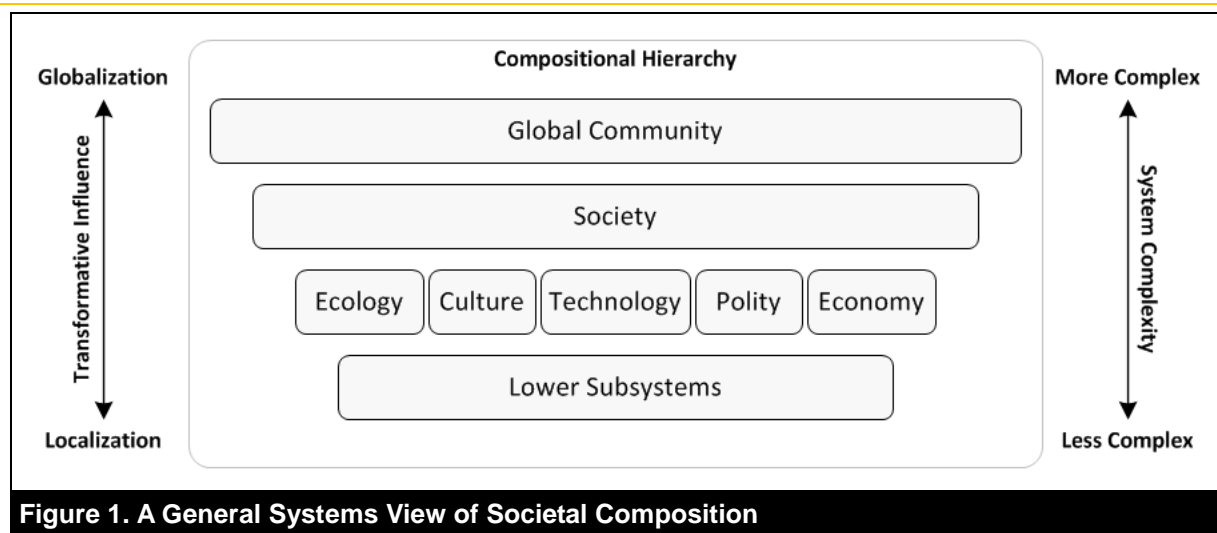 Compositional Hierarchy
Globalization
More Complex
Global Community
Transformative Influence
System Complexity
Society
Ecology
Culture
Technology
Polity
Economy
Lower Subsystems
Localization
Less Complex
Figure 1. A General Systems View of Societal Composition